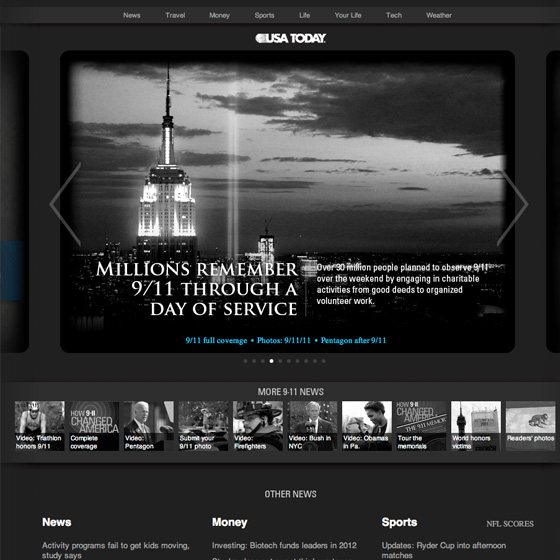 News Travel Money Sports Life Your Life Tech Weather
USA TODAY
MILLIONS REMEMBER
9/11 THROUGH A
DAY OF SERVICE
Over 30 million people planned to observe 9/11
over the weekend by engaging in charitable
activities from good deeds to organized
volunteer work.
9/11 full coverage • Photos: 9/11/11 • Pentagon after 9/11
MORE 9-11 NEWS
HOW 9-11
CHANGED
AMERICA
HOW 9-11
CHANGED
AMERICA
THE 9/11 MEMOR
Video: Triathlon
honors 9/11
Complete
coverage
Video:
Pentagon
Submit your
9/11 photo
Video:
Firefighters
Video: Bush in
NYC
Video: Obamas
in Pa.
Tour the
memorials
World honors
victims
Readers' photos
OTHER NEWS
News
Activity programs fail to get kids moving,
study says
Money
Investing: Biotech funds leaders in 2012
Sports
NFL SCORES
Updates: Ryder Cup into afternoon
matches